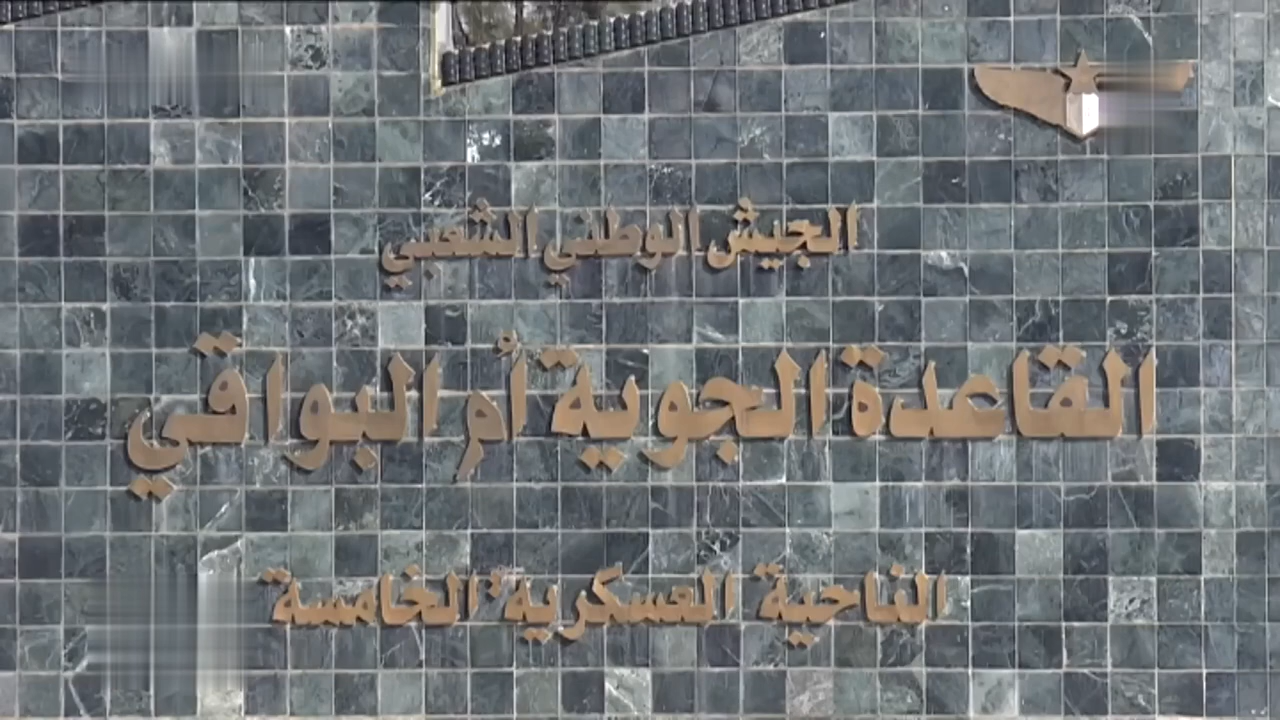 الجيش الوطني الشعبي
القاعدة الجوية أم البواقي
الناحية العسكرية الخامسة